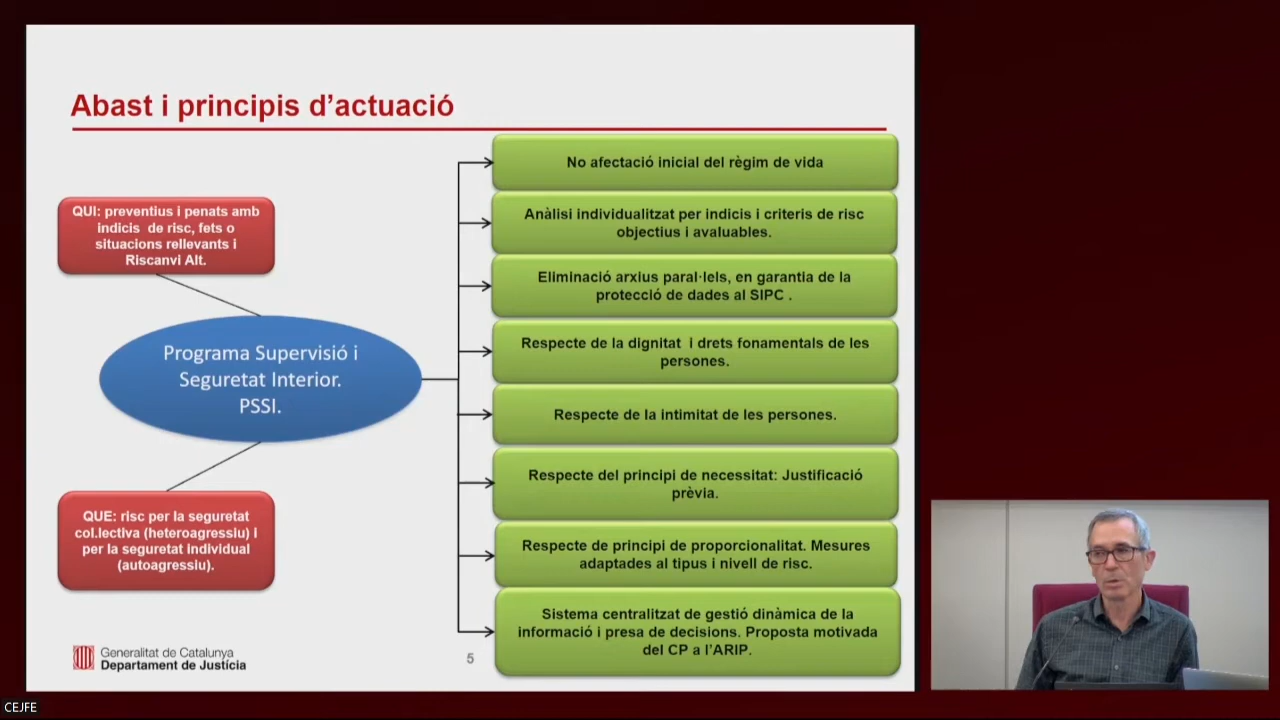 Abast i principis d’actuació
QUI: preventius i penats amb
indicis de risc, fets o
situacions rellevants i
Riscanvi Alt.
Programa Supervisió i
Seguretat Interior.
PSSI.
QUE: risc per la seguretat
col.lectiva (heteroagressiu) I
per la seguretat individual
(autoagressiu).
No afectació inicial del règim de vida
Anàlisi individualitzat per indicis i criteris de risc
objectius i avaluables.
Eliminació arxius paral·lels, en garantia de la
protecció de dades al SIPC .
Respecte de la dignitat i drets fonamentals de les
persones.
Respecte de la intimitat de les persones.
Respecte del principi de necessitat: Justificació
prèvia.
Respecte de principi de proporcionalitat. Mesures
adaptades al tipus i nivell de risc.
Sistema centralitzat de gestió dinàmica de la
informació i presa de decisions. Proposta motivada
del CP a l’ARIP.
Generalitat de Catalunya
Departament de Justícia
5
CEJFE